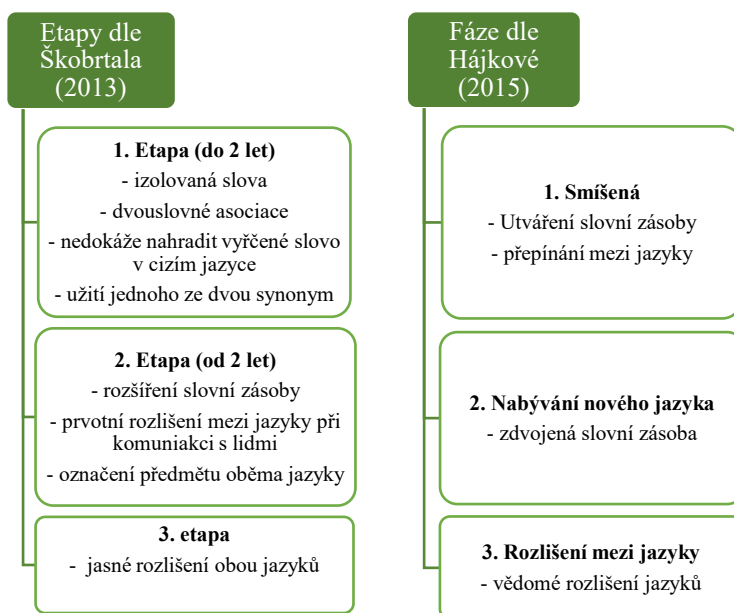 Etapy dle
Škobrtala
(2013)
1. Etapa (do 2 let)
- izolovaná slova
- dvouslovné asociace
- nedokáže nahradit vyřčené slovo
v cizím jazyce
- užití jednoho ze dvou synonym
2. Etapa (od 2 let)
- rozšíření slovní zásoby
- prvotní rozlišení mezi jazyky při
komuniakci s lidmi
- označení předmětu oběma jazyky
3. etapa
- jasné rozlišení obou jazyků
Fáze dle
Hájkové
(2015)
1. Smíšená
- Utváření slovní zásoby
- přepínání mezi jazyky
2. Nabývání nového jazyka
- zdvojená slovní zásoba
3. Rozlišení mezi jazyky
- vědomé rozlišení jazyků